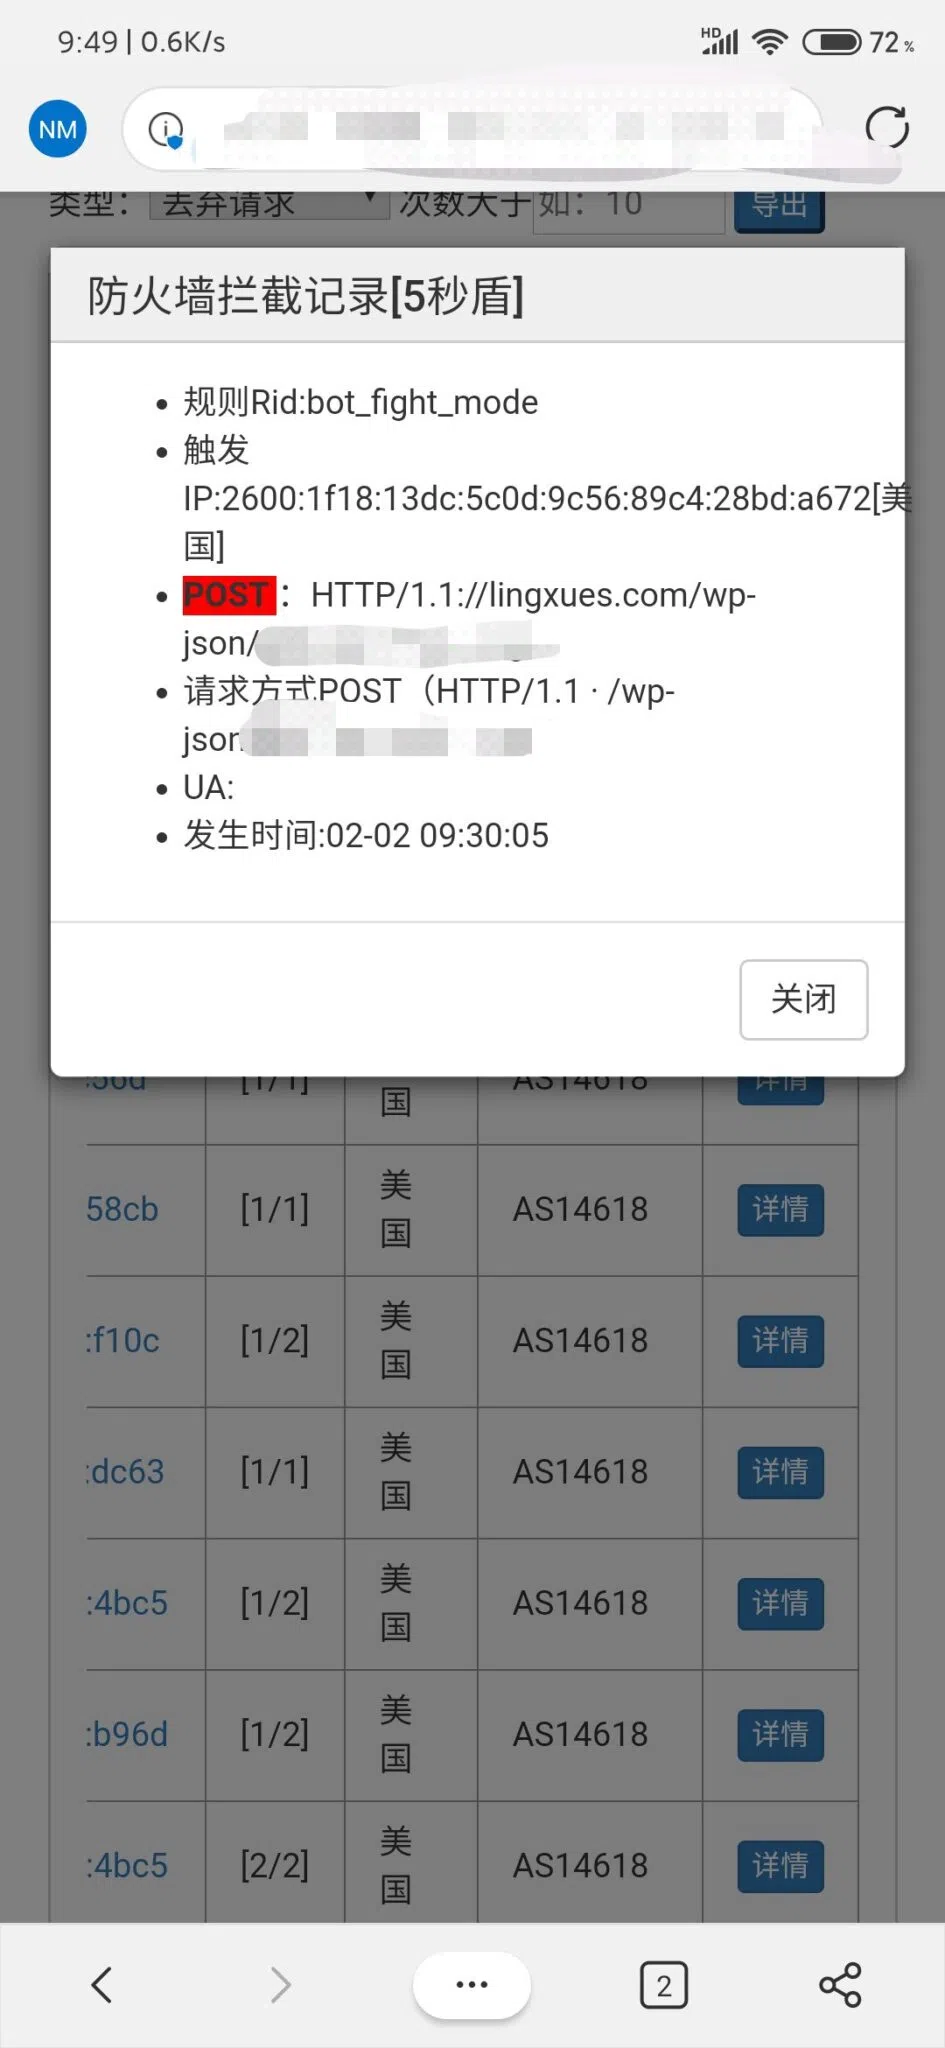 9:49 | 0.6K/s HD 72 %
NM
类型： 丢弃请求 ▼ 次数大于 如：10 导出
防火墙拦截记录[5秒盾]
规则Rid:bot_fight_mode
触发
IP:2600:1f18:13dc:5c0d:9c56:89c4:28bd:a672[美
国]
POST： HTTP/1.1://lingxues.com/wp-
json/
请求方式POST（HTTP/1.1 · /wp-
json
UA:
发生时间:02-02 09:30:05
关闭
:56d [1/1] 国 AS14618 详情
58cb [1/1] 美国 AS14618 详情
:f10c [1/2] 美国 AS14618 详情
:dc63 [1/1] 美国 AS14618 详情
:4bc5 [1/2] 美国 AS14618 详情
:b96d [1/2] 美国 AS14618 详情
:4bc5 [2/2] 美国 AS14618 详情
2